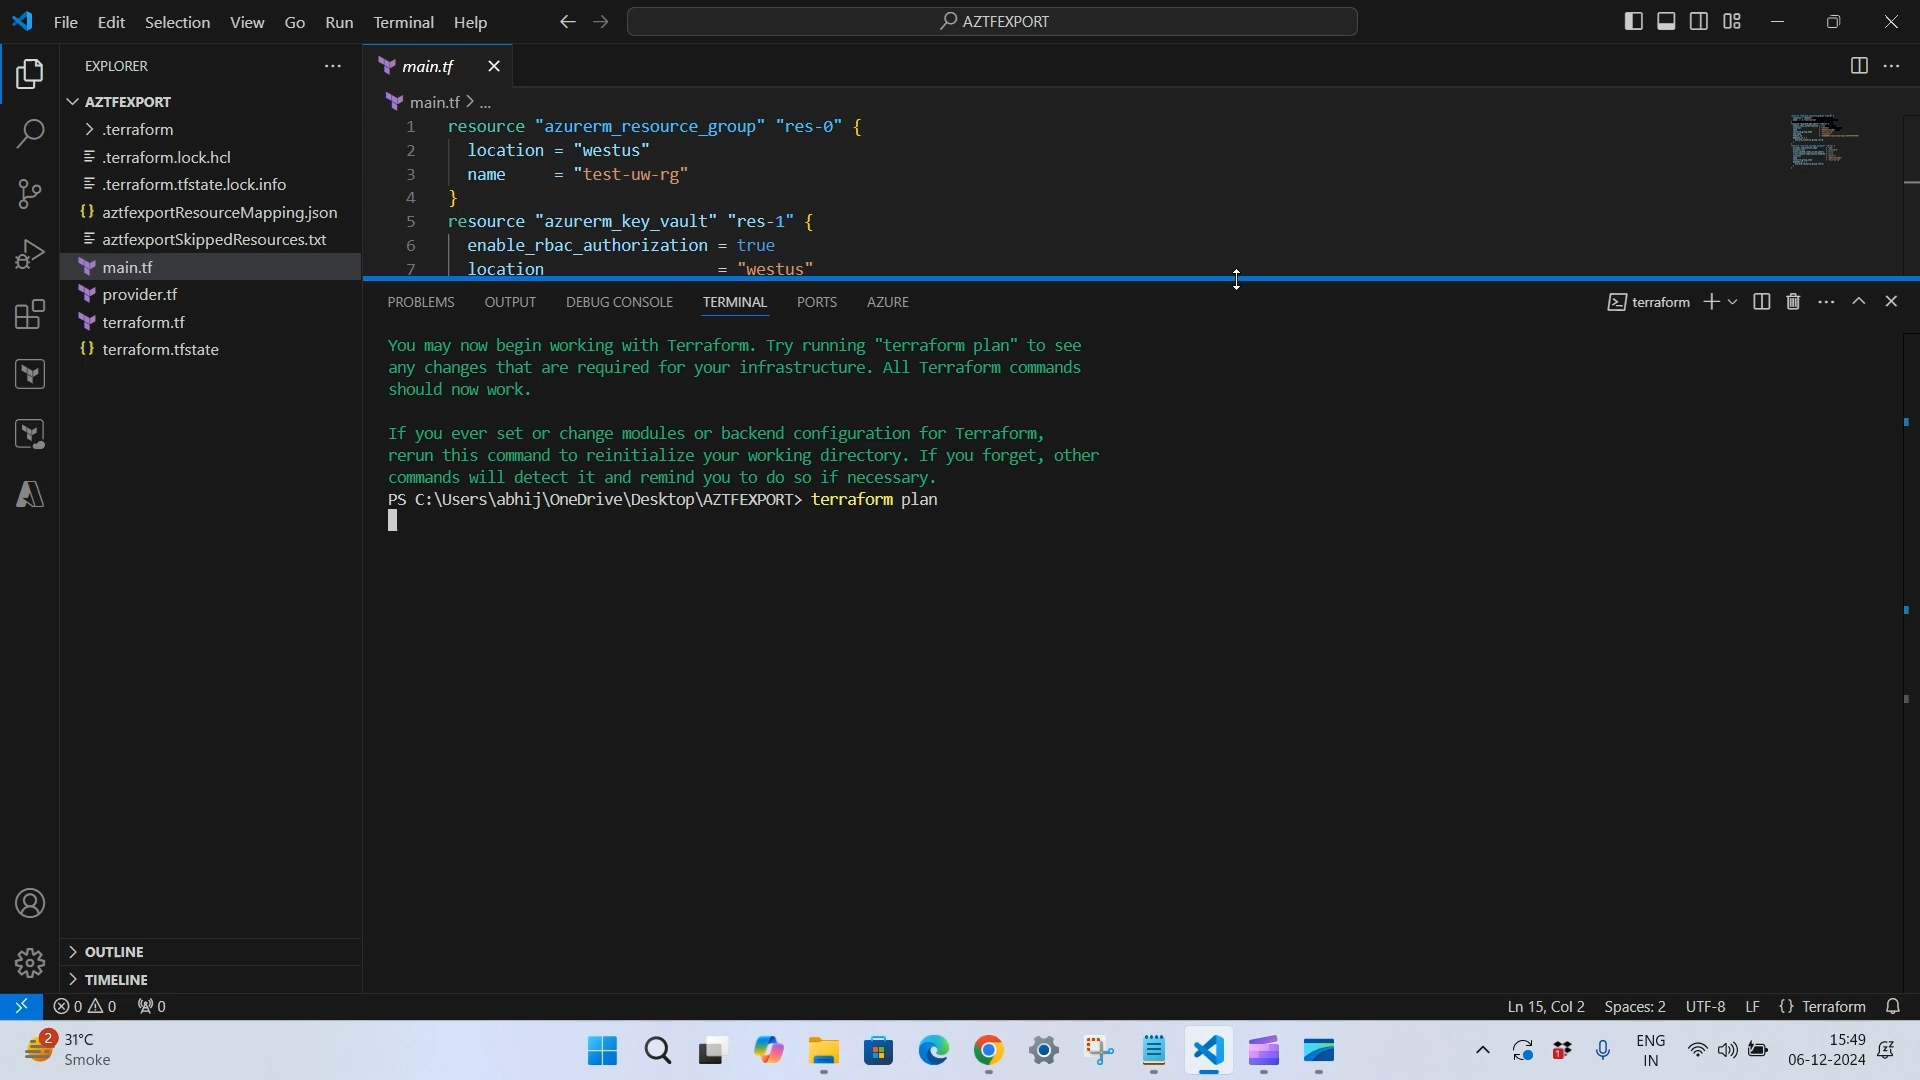 File Edit Selection View Go Run Terminal Help
AZTFEXPORT
EXPLORER
AZTFEXPORT
.terraform
.terraform.lock.hcl
.terraform.tfstate.lock.info
aztfexportResourceMapping.json
aztfexportSkippedResources.txt
main.tf
provider.tf
terraform.tf
terraform.tfstate
OUTLINE
TIMELINE
main.tf
main.tf > ...
1 resource "azurerm_resource_group" "res-0" {
2 location = "westus"
3 name = "test-uw-rg"
4 }
5 resource "azurerm_key_vault" "res-1" {
6 enable_rbac_authorization = true
7 location = "westus"
PROBLEMS OUTPUT DEBUG CONSOLE TERMINAL PORTS AZURE
terraform
You may now begin working with Terraform. Try running "terraform plan" to see
any changes that are required for your infrastructure. All Terraform commands
should now work.
If you ever set or change modules or backend configuration for Terraform,
rerun this command to reinitialize your working directory. If you forget, other
commands will detect it and remind you to do so if necessary.
PS C:\Users\abhij\OneDrive\Desktop\AZTFEXPORT> terraform plan
0 0 0
Ln 15, Col 2 Spaces: 2 UTF-8 LF {} Terraform
2
31°C
Smoke
1
ENG
IN
15:49
06-12-2024